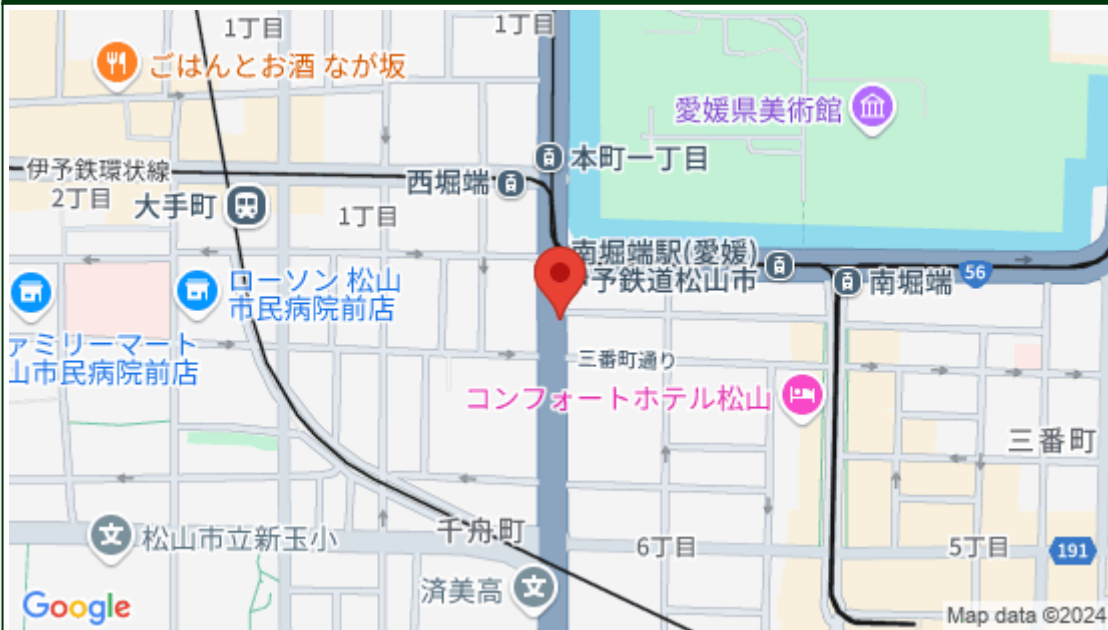 1丁目
1丁目
ごはんとお酒 なが坂
愛媛県美術館
本町一丁目
伊予鉄環状線
西堀端
2丁目
大手町
1丁目
南堀端駅(愛媛)
予鉄道松山市
南堀端
56
ローソン 松山
市民病院前店
ァミリーマート
山市民病院前店
三番町通り
コンフォートホテル松山
三番町
千舟町
松山市立新玉小
6丁目
5丁目
191
済美高
Google
Map data ©2024